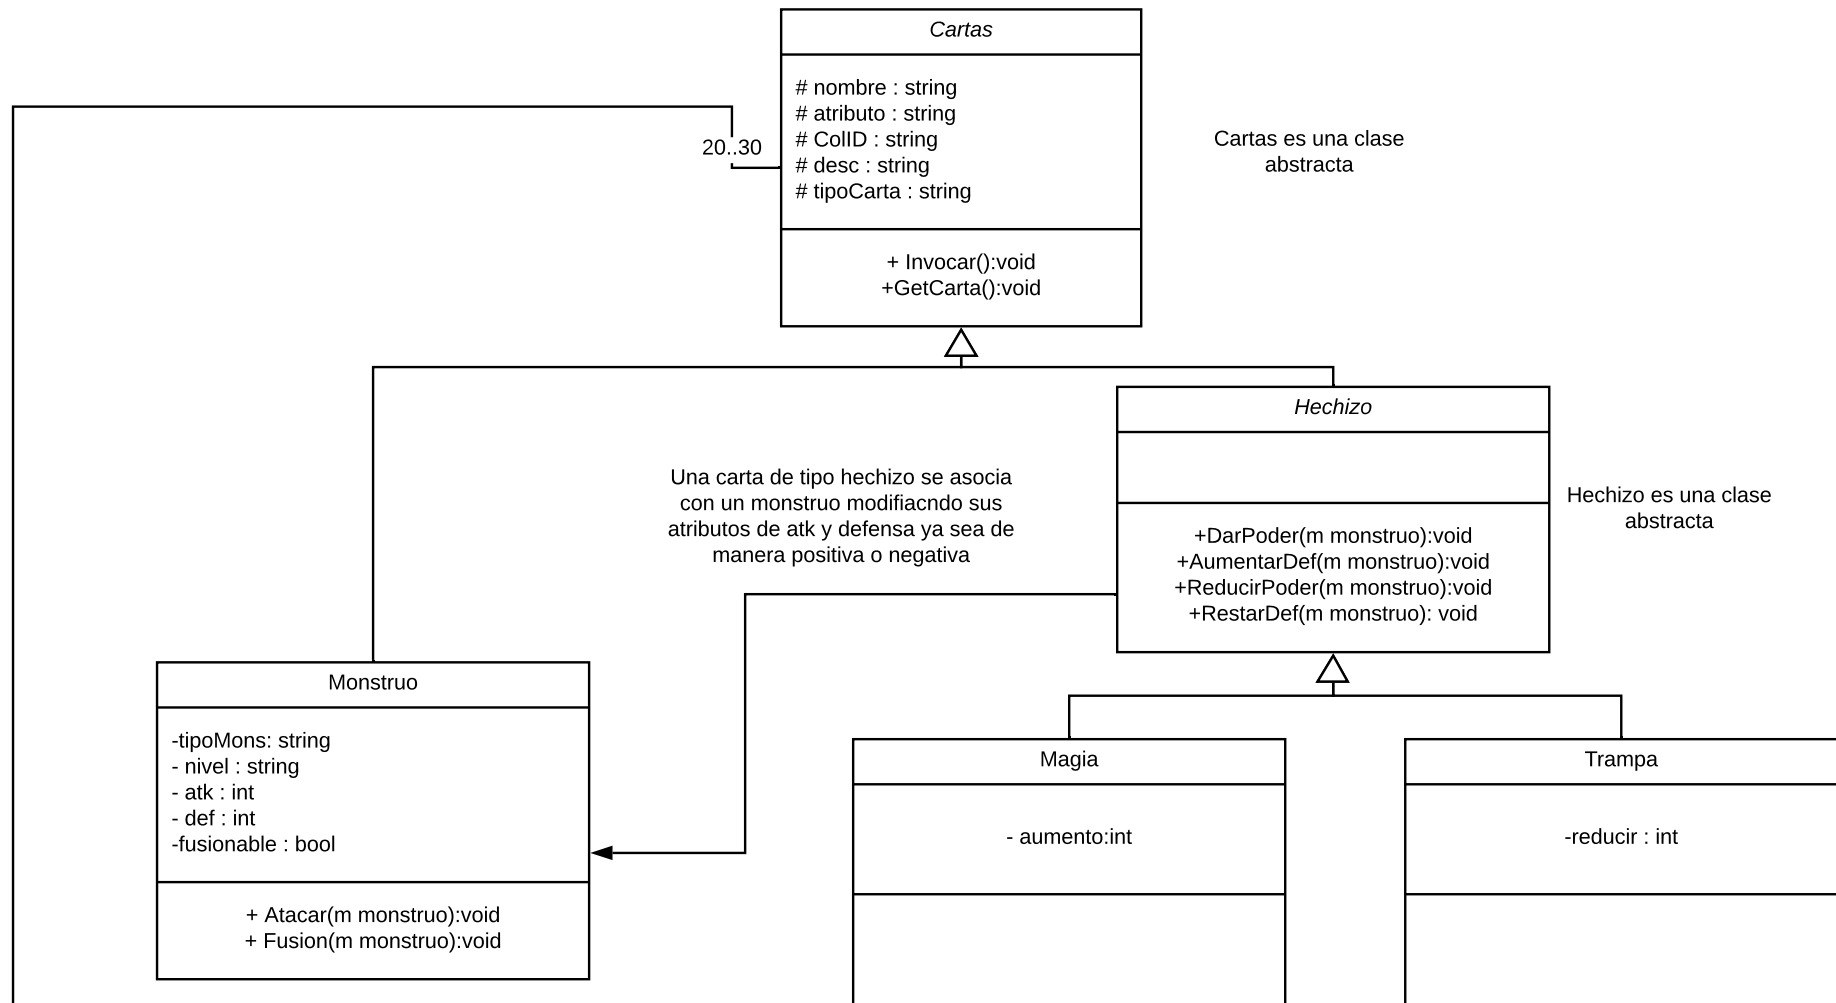 Cartas
# nombre : string
# atributo : string
# ColID : string
# desc : string
# tipoCarta : string
+ Invocar():void
+GetCarta():void
20..30
Cartas es una clase
abstracta
Hechizo
+DarPoder(m monstruo):void
+AumentarDef(m monstruo):void
+ReducirPoder(m monstruo):void
+RestarDef(m monstruo): void
Una carta de tipo hechizo se asocia
con un monstruo modifiacndo sus
atributos de atk y defensa ya sea de
manera positiva o negativa
Hechizo es una clase
abstracta
Monstruo
-tipoMons: string
- nivel : string
- atk : int
- def : int
-fusionable : bool
+ Atacar(m monstruo):void
+ Fusion(m monstruo):void
Magia
- aumento:int
Trampa
-reducir : int